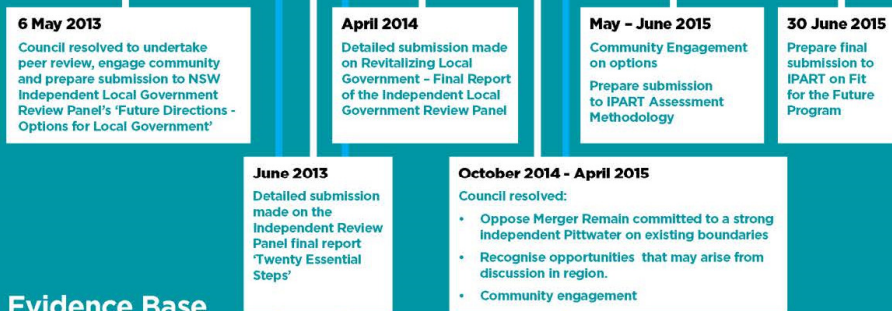 6 May 2013
Council resolved to undertake
peer review, engage community
and prepare submission to NSW
Independent Local Government
Review Panel's 'Future Directions -
Options for Local Government'
June 2013
Detailed submission
made on the
Independent Review
Panel final report
'Twenty Essential
Steps'
April 2014
Detailed submission made
on Revitalizing Local
Government – Final Report
of the Independent Local
Government Review Panel
October 2014 - April 2015
Council resolved:
• Oppose Merger Remain committed to a strong
independent Pittwater on existing boundaries
• Recognise opportunities that may arise from
discussion in region.
• Community engagement
May – June 2015
Community Engagement
on options
Prepare submission
to IPART Assessment
Methodology
30 June 2015
Prepare final
submission to
IPART on Fit
for the Future
Program
Evidence Base